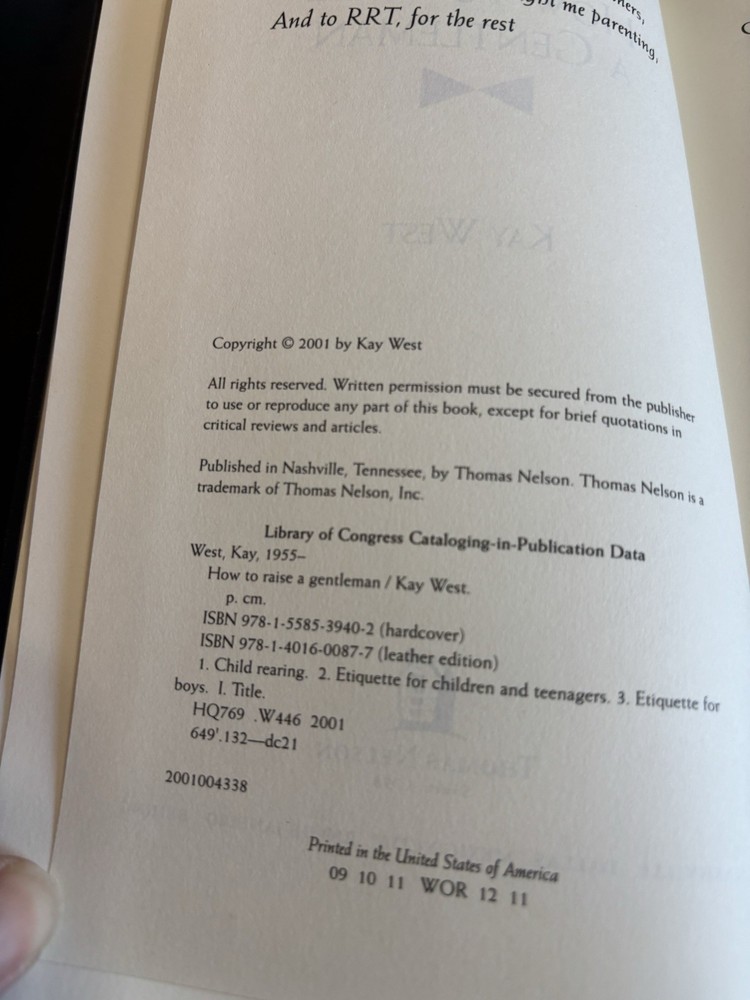 me parenting,
And to RRT, for the rest
A GENTLEMAN
KAY WEST
Copyright © 2001 by Kay West
All rights reserved. Written permission must be secured from the publisher
to use or reproduce any part of this book, except for brief quotations in
critical reviews and articles.
Published in Nashville, Tennessee, by Thomas Nelson. Thomas Nelson is a
trademark of Thomas Nelson, Inc.
Library of Congress Cataloging-in-Publication Data
West, Kay, 1955–
How to raise a gentleman / Kay West.
p. cm.
ISBN 978-1-5585-3940-2 (hardcover)
ISBN 978-1-4016-0087-7 (leather edition)
1. Child rearing. 2. Etiquette for children and teenagers. 3. Etiquette for
boys. I. Title.
HQ769 .W446 2001
649'.132—dc21
THOMAS NELSON
2001004338
Printed in the United States of America
09 10 11 WOR 12 11